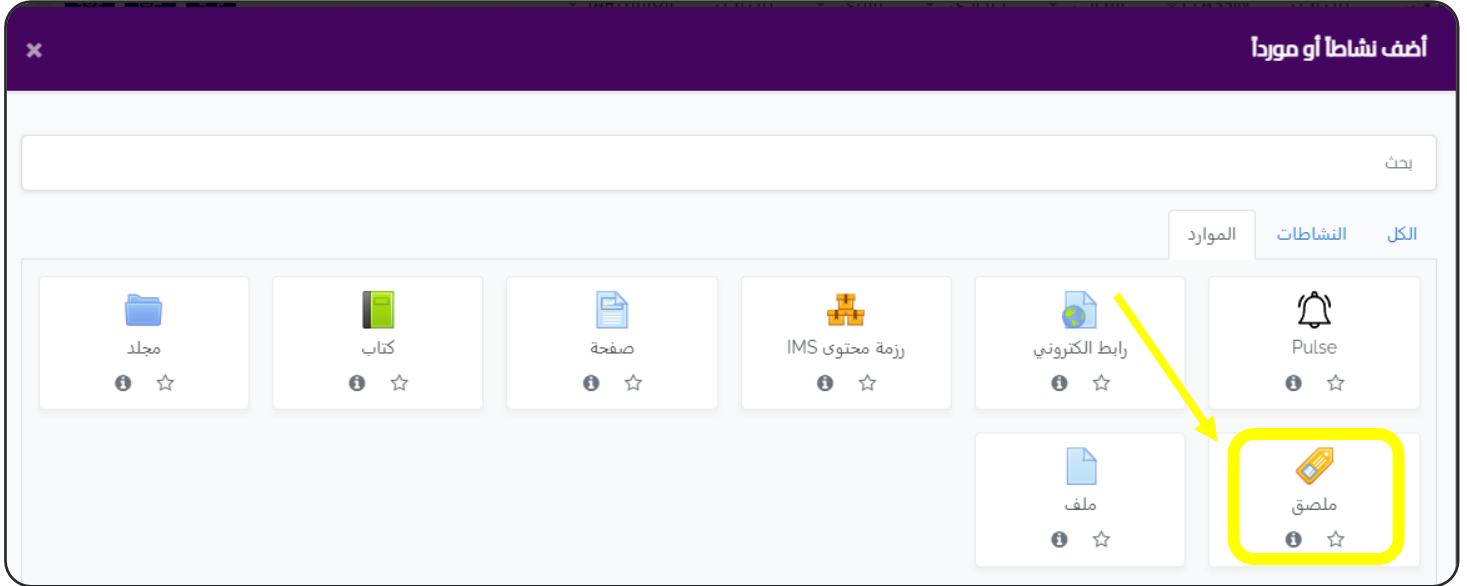 أضف نشاطاً أو مورداً
بحث
الكل النشاطات الموارد
Pulse رابط الكتروني رزمة محتوى IMS صفحة كتاب مجلد
ملصق ملف